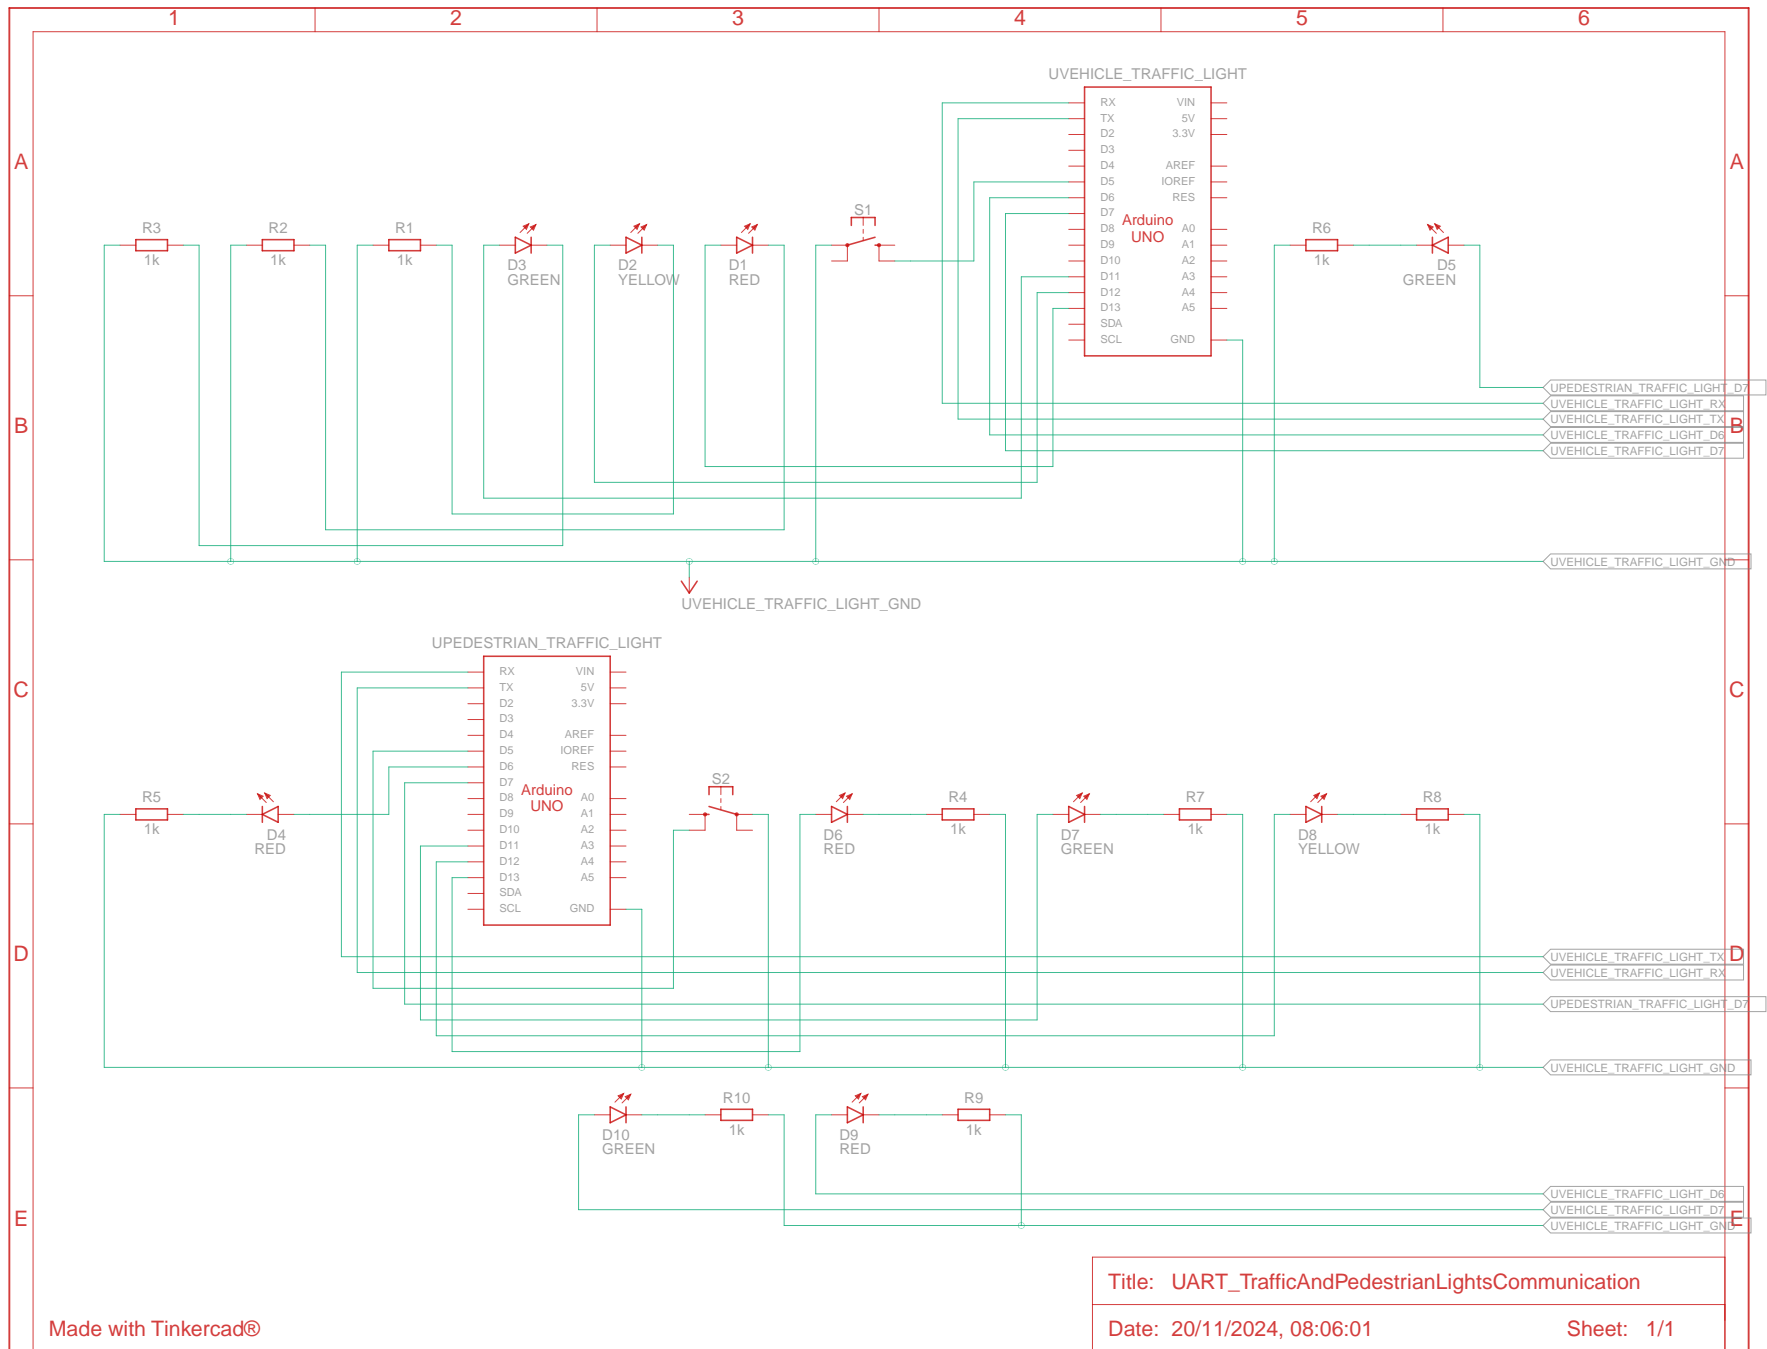 1 2 3 4 5 6
UVEHICLE_TRAFFIC_LIGHT
RX VIN
TX 5V
D2 3.3V
D3
A A
D4 AREF
D5 IOREF
D6 RES
D7
Arduino
UNO
D8 A0
D9 A1
D10 A2
D11 A3
D12 A4
D13 A5
SDA
SCL GND
R3
1k
R2
1k
R1
1k
D3
GREEN
D2
YELLOW
D1
RED
S1
R6
1k
D5
GREEN
UPEDESTRIAN_TRAFFIC_LIGHT_D7
UVEHICLE_TRAFFIC_LIGHT_RX
UVEHICLE_TRAFFIC_LIGHT_TX
B B
UVEHICLE_TRAFFIC_LIGHT_D6
UVEHICLE_TRAFFIC_LIGHT_D7
UVEHICLE_TRAFFIC_LIGHT_GND
UVEHICLE_TRAFFIC_LIGHT_GND
UPEDESTRIAN_TRAFFIC_LIGHT
RX VIN
TX 5V
C C
D2 3.3V
D3
D4 AREF
D5 IOREF
D6 RES
D7
Arduino
UNO
D8 A0
D9 A1
D10 A2
D11 A3
D12 A4
D13 A5
SDA
SCL GND
R5
1k
D4
RED
S2
D6
RED
R4
1k
D7
GREEN
R7
1k
D8
YELLOW
R8
1k
D D
UVEHICLE_TRAFFIC_LIGHT_TX
UVEHICLE_TRAFFIC_LIGHT_RX
UPEDESTRIAN_TRAFFIC_LIGHT_D7
UVEHICLE_TRAFFIC_LIGHT_GND
D10
GREEN
R10
1k
D9
RED
R9
1k
UVEHICLE_TRAFFIC_LIGHT_D6
UVEHICLE_TRAFFIC_LIGHT_D7
UVEHICLE_TRAFFIC_LIGHT_GND
E E
Title: UART_TrafficAndPedestrianLightsCommunication
Made with Tinkercad®
Date: 20/11/2024, 08:06:01 Sheet: 1/1